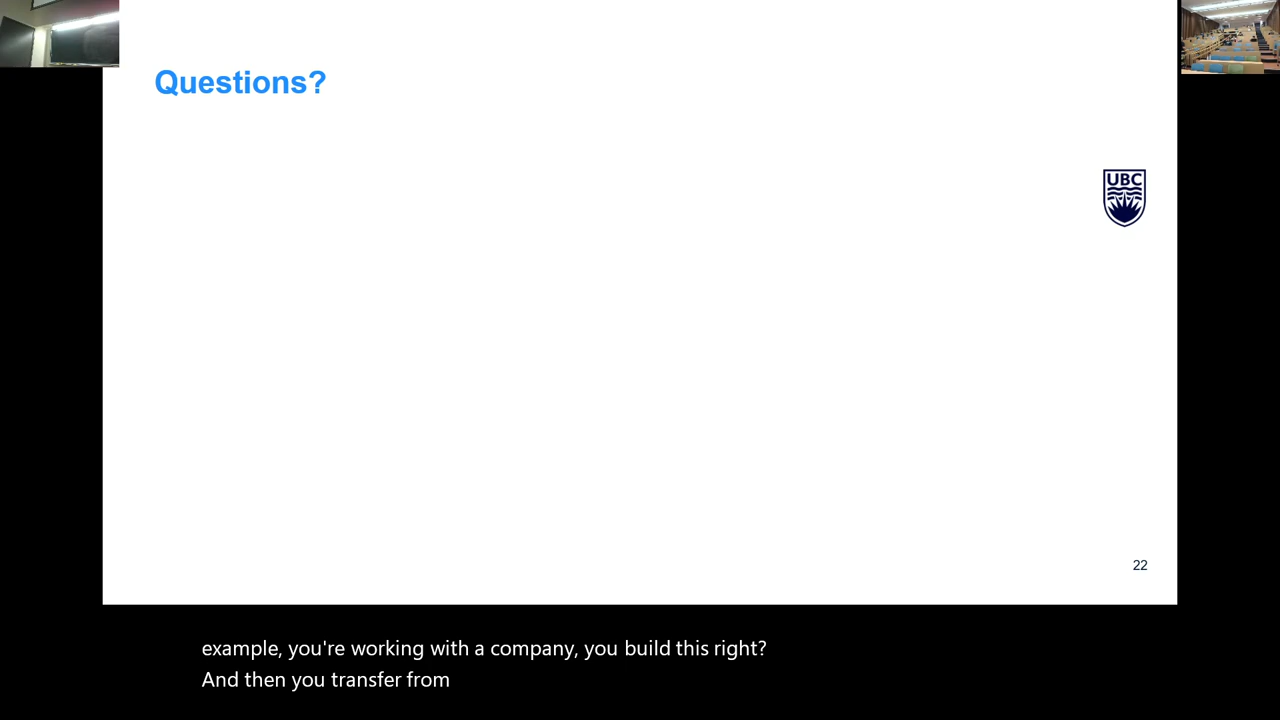 Questions?
UBC
22
example, you're working with a company, you build this right?
And then you transfer from